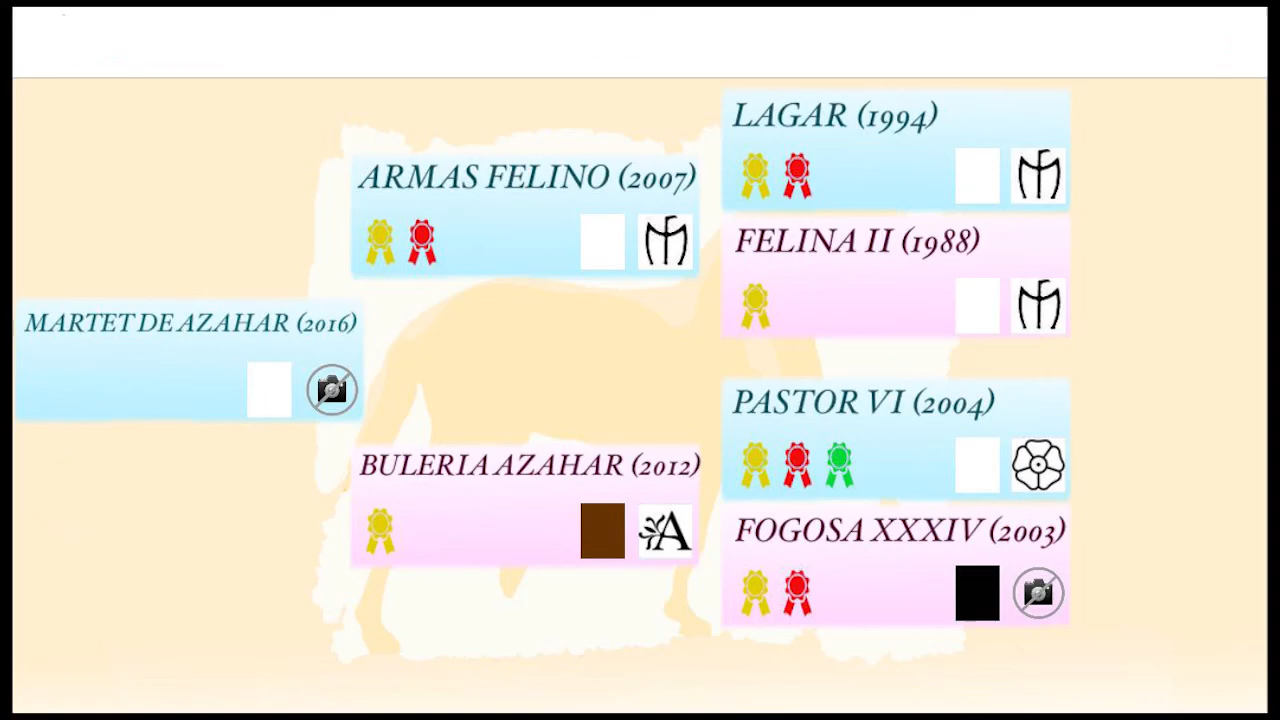 LAGAR (1994)
ARMAS FELINO (2007)
FELINA II (1988)
MARTET DE AZAHAR (2016)
PASTOR VI (2004)
BULERIA AZAHAR (2012)
A
FOGOSA XXXIV (2003)